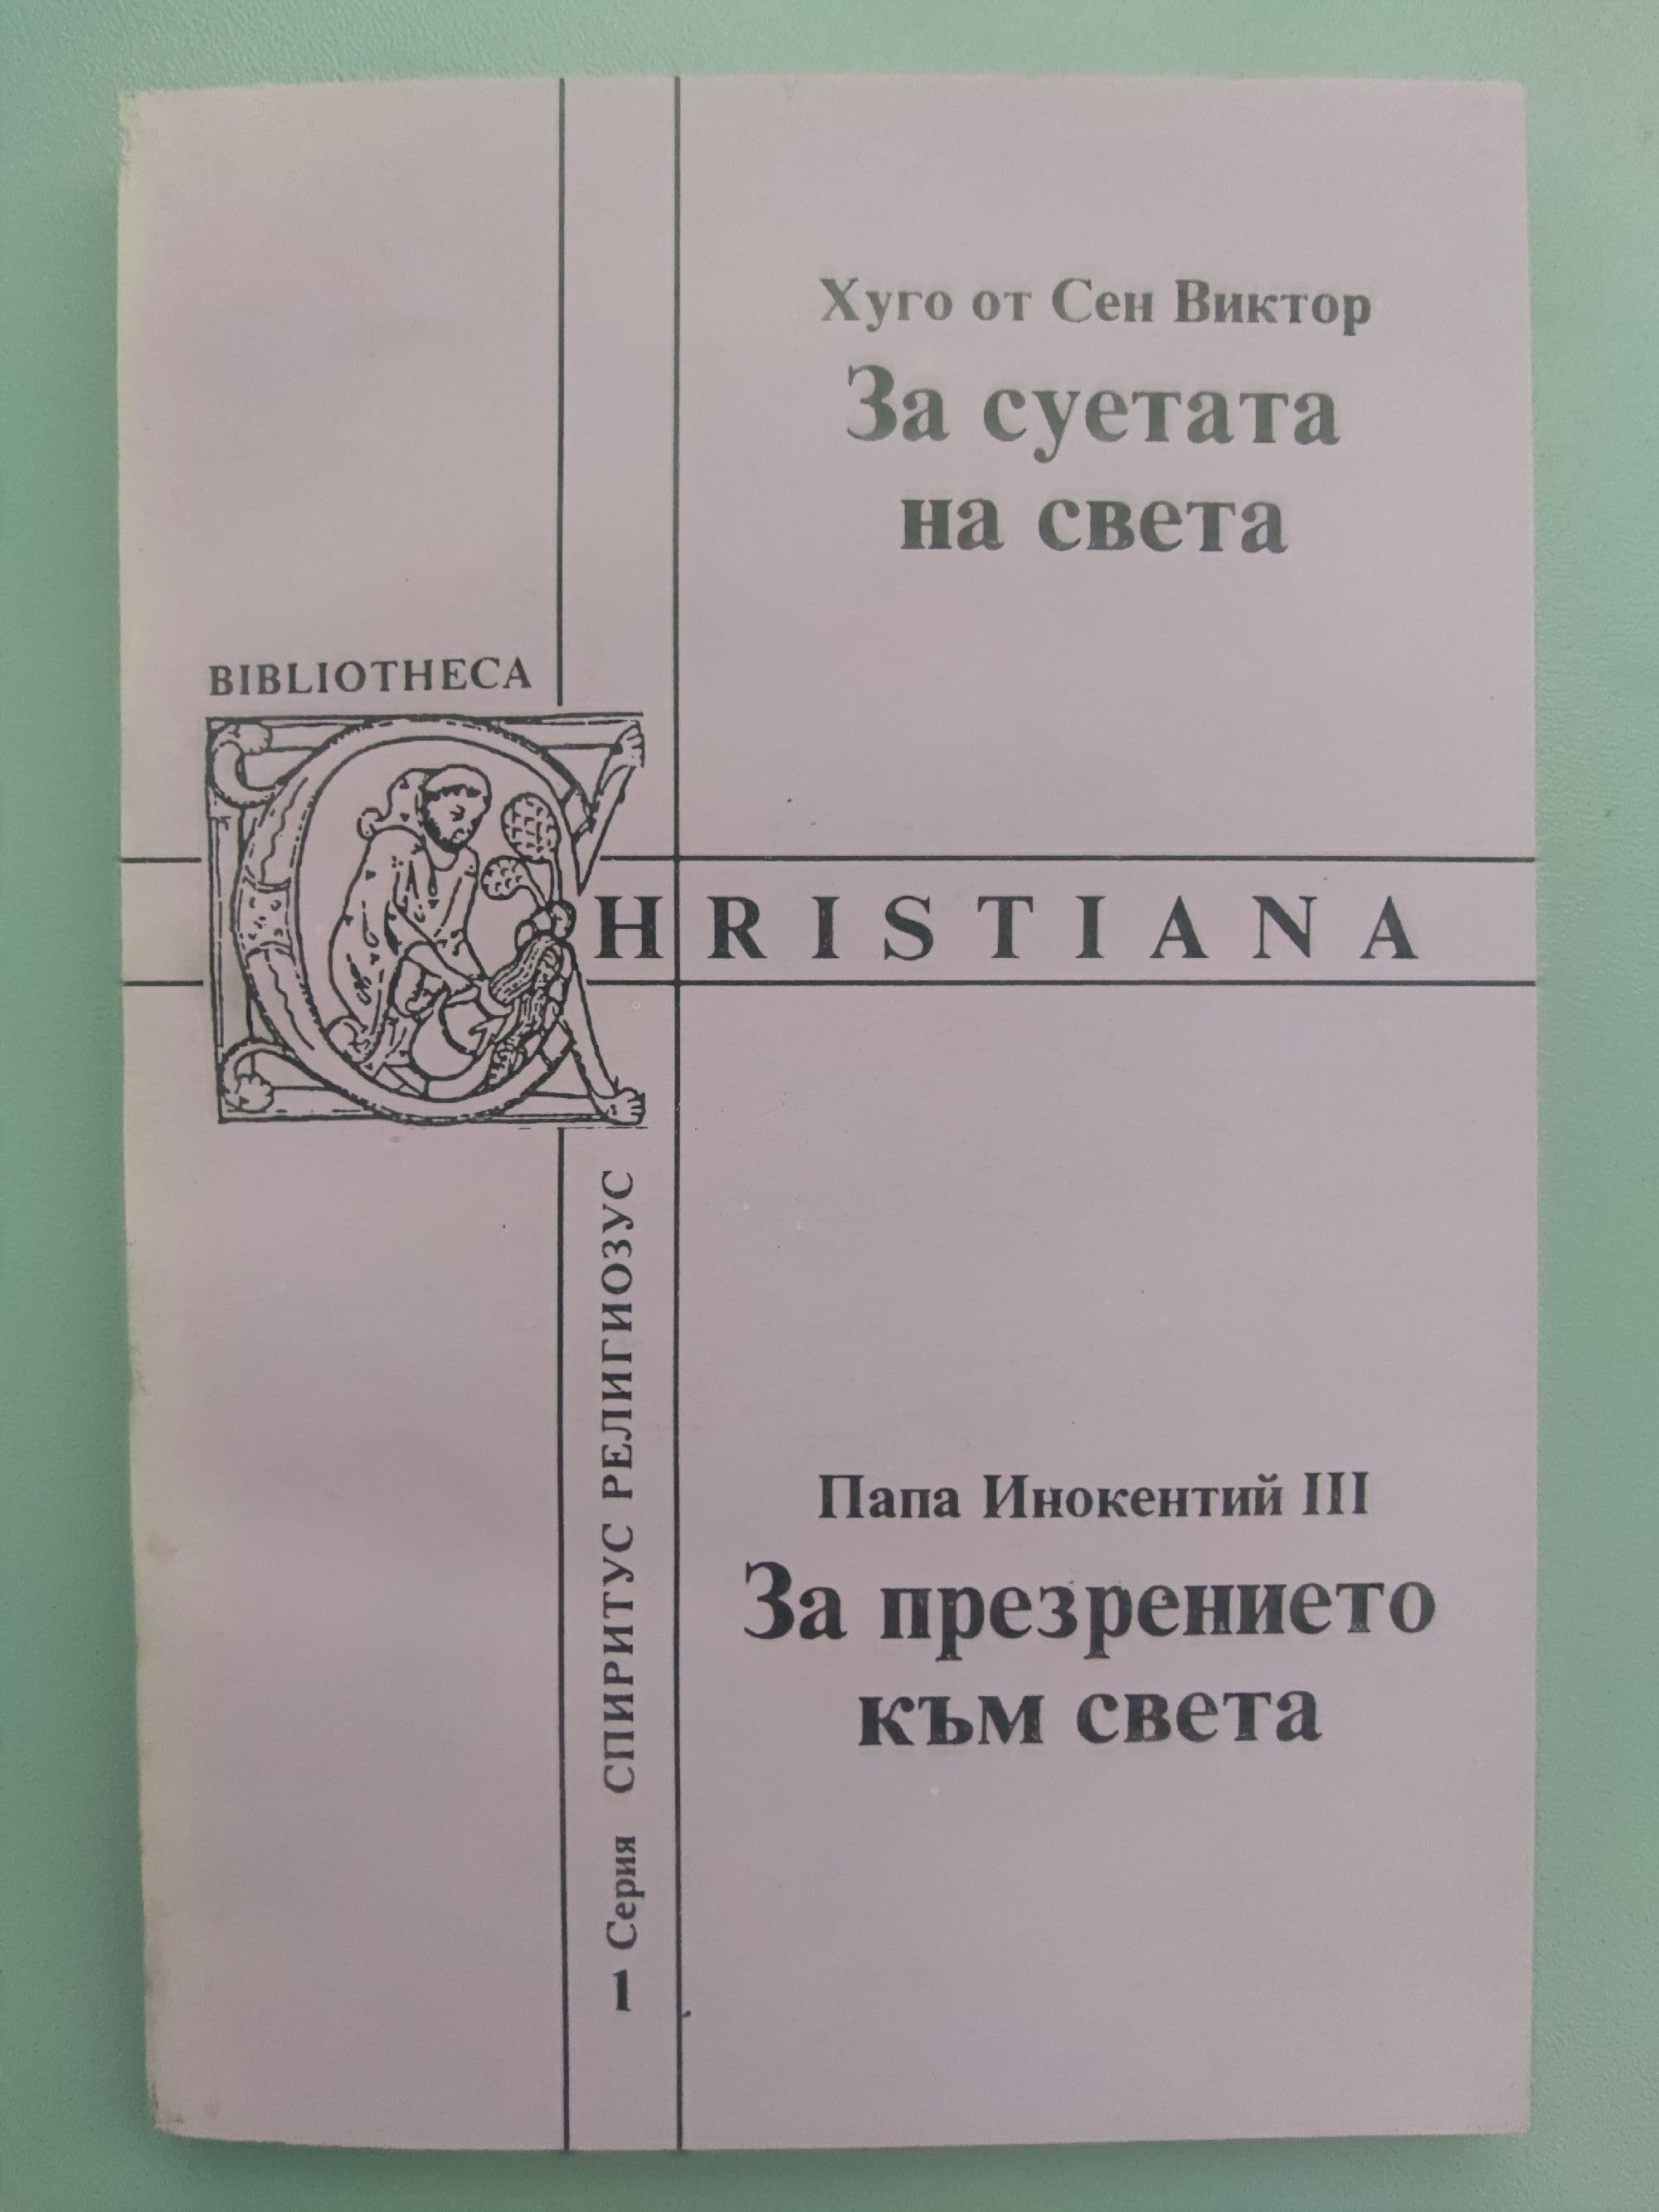 Хуго от Сен Виктор
За суетата
на света
BIBLIOTHECA
CHRISTIANA
1 Серия СПИРИТУС РЕЛИГИОЗУС
Папа Инокентий III
За презрението
към света